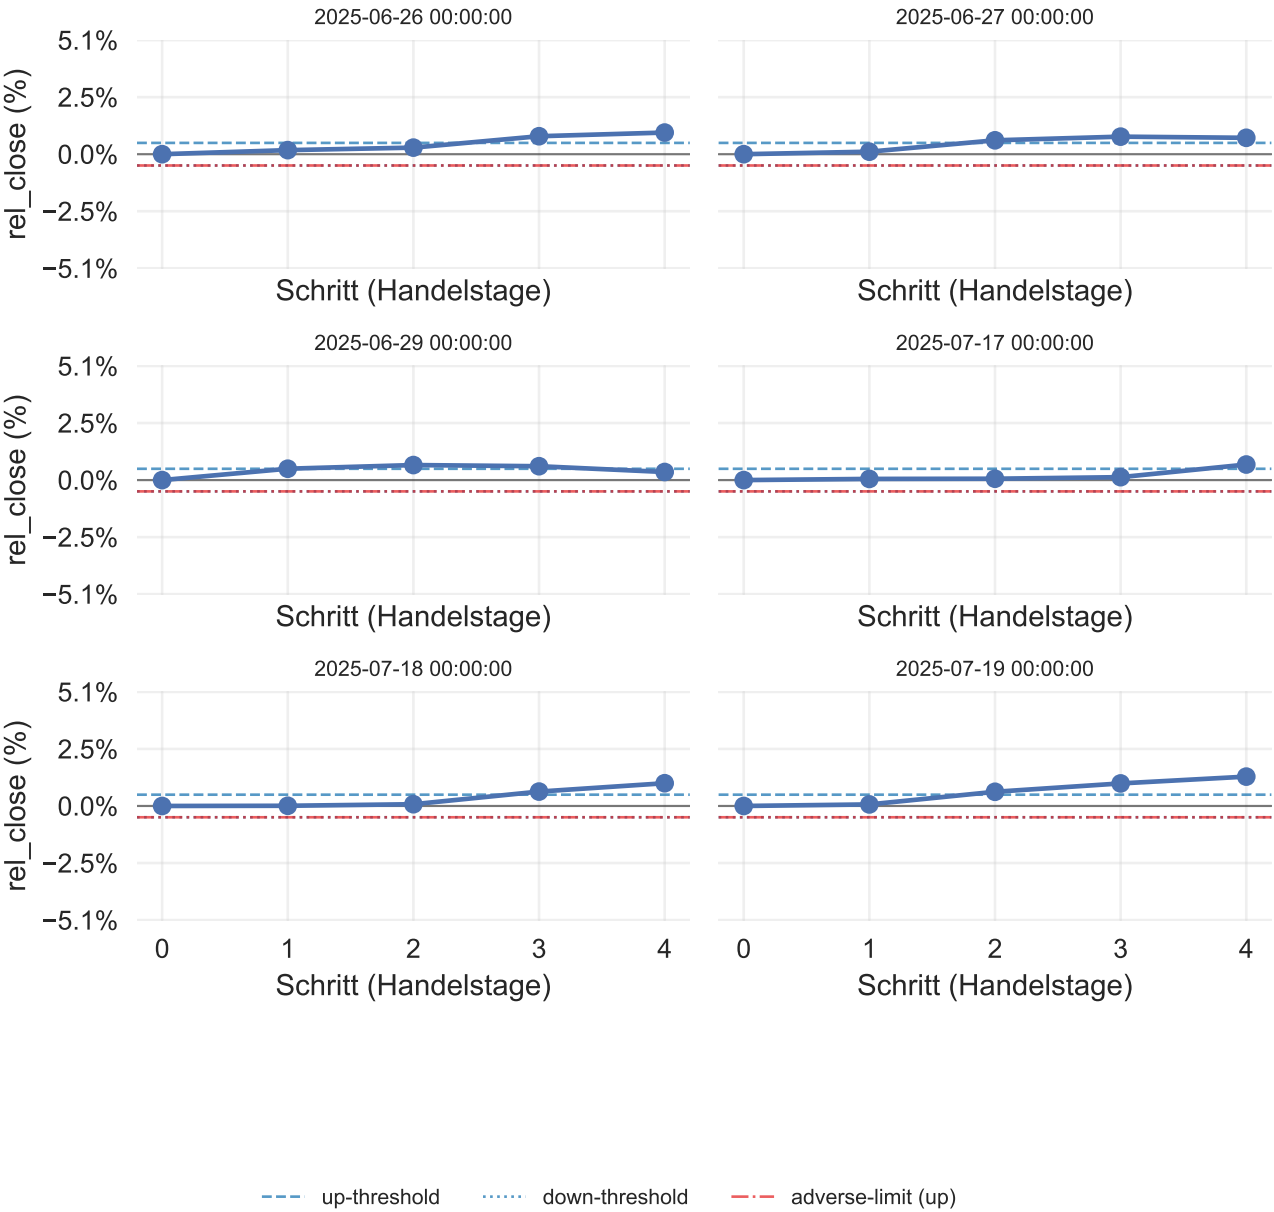 2025-06-26 00:00:00
2025-06-27 00:00:00
5.1%
2.5%
0.0%
−2.5%
−5.1%
rel_close (%)
Schritt (Handelstage)
Schritt (Handelstage)
2025-06-29 00:00:00
2025-07-17 00:00:00
5.1%
2.5%
0.0%
−2.5%
−5.1%
rel_close (%)
Schritt (Handelstage)
Schritt (Handelstage)
2025-07-18 00:00:00
2025-07-19 00:00:00
5.1%
2.5%
0.0%
−2.5%
−5.1%
rel_close (%)
0 1 2 3 4
0 1 2 3 4
Schritt (Handelstage)
Schritt (Handelstage)
up-threshold
down-threshold
adverse-limit (up)